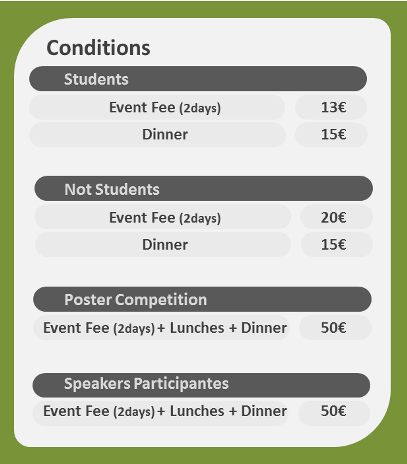 Conditions
Students
Event Fee (2days) 13€
Dinner 15€
Not Students
Event Fee (2days) 20€
Dinner 15€
Poster Competition
Event Fee (2days) + Lunches + Dinner 50€
Speakers Participantes
Event Fee (2days) + Lunches + Dinner 50€